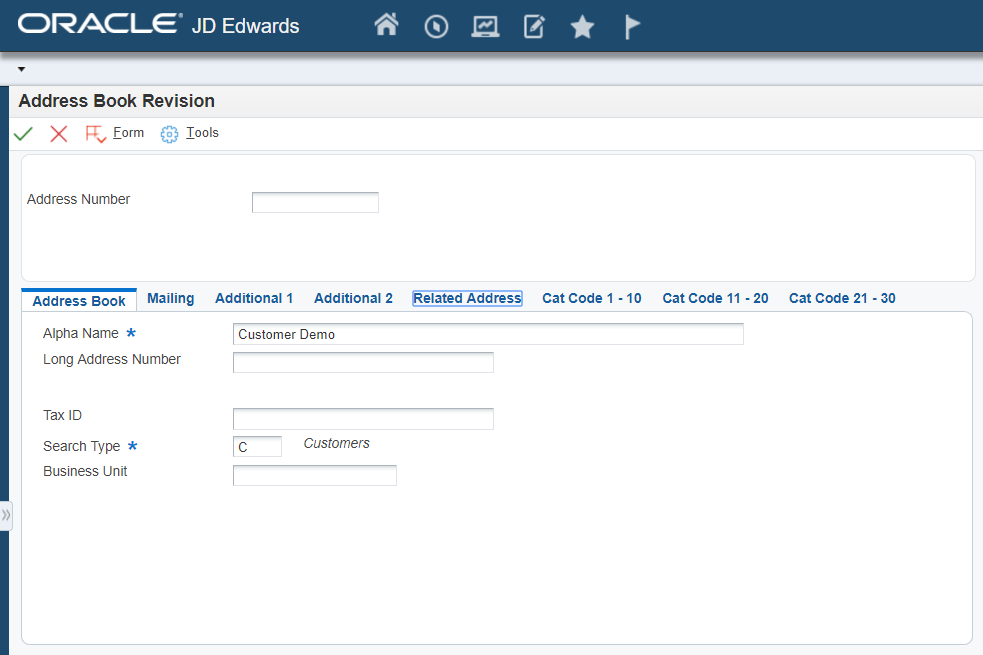 ORACLE® JD Edwards
Address Book Revision
Form Tools
Address Number
Address Book Mailing Additional 1 Additional 2 Related Address Cat Code 1 - 10 Cat Code 11 - 20 Cat Code 21 - 30
Alpha Name * Customer Demo
Long Address Number
Tax ID
Search Type * C Customers
Business Unit